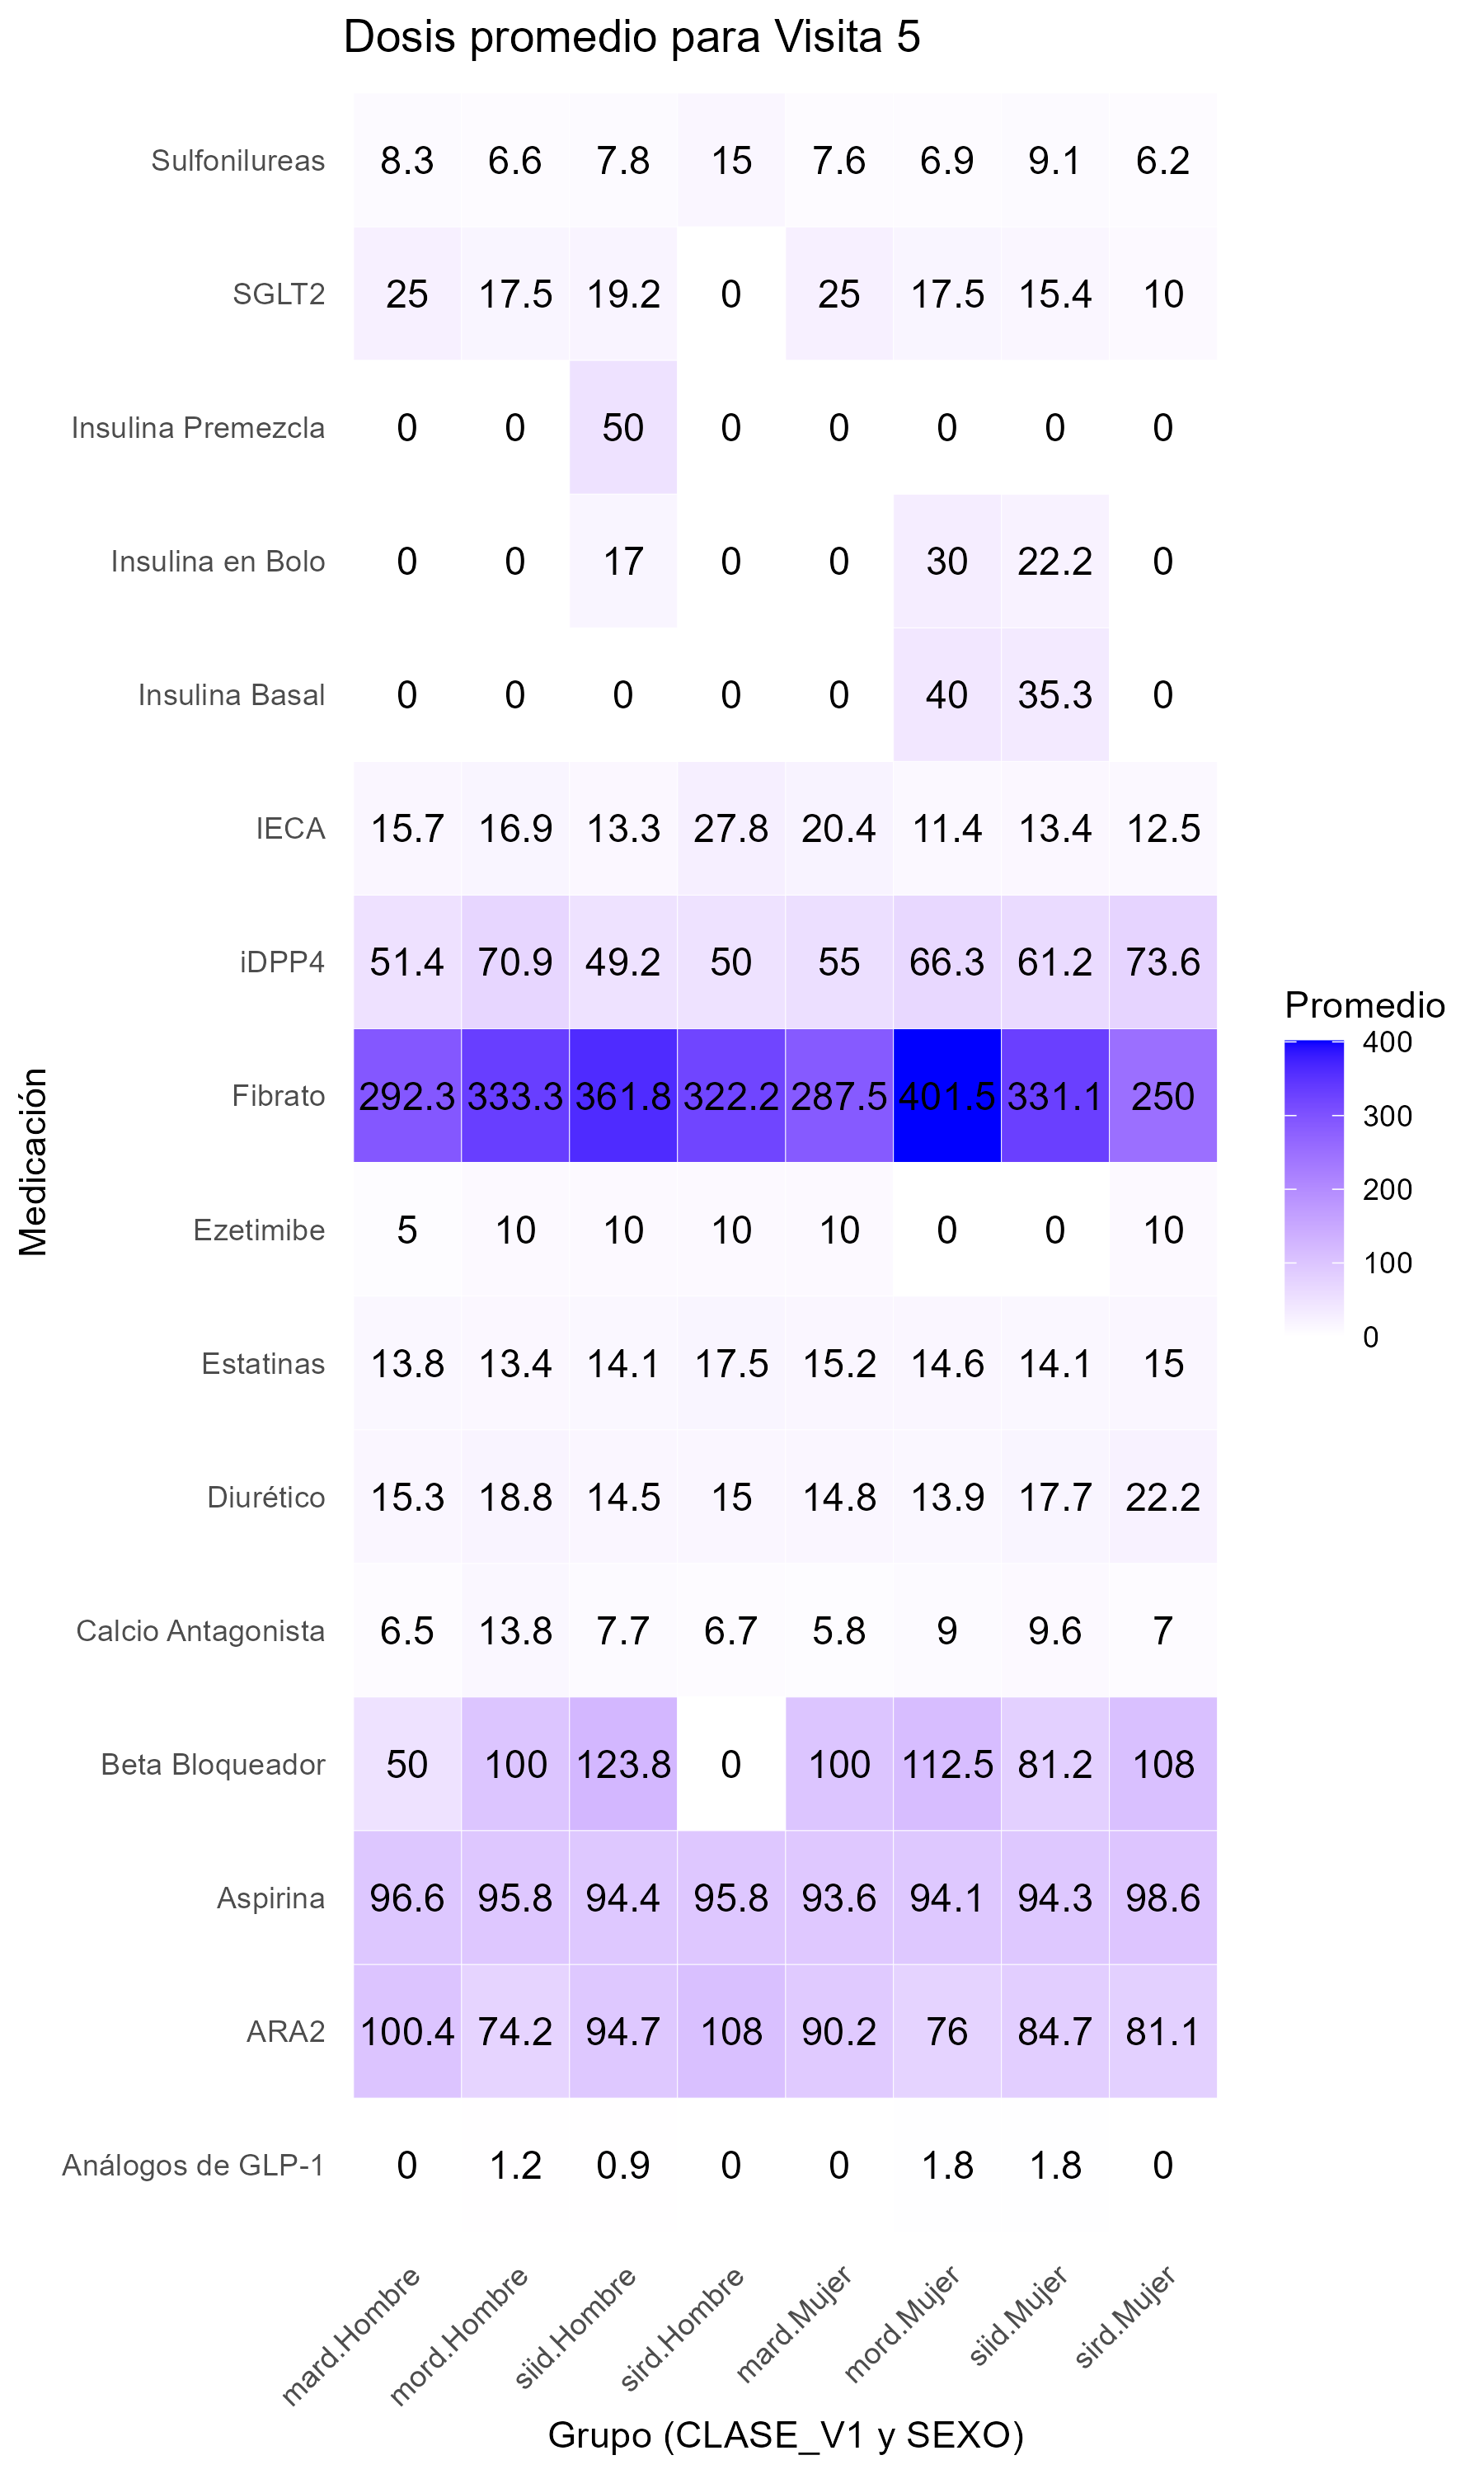 Dosis promedio para Visita 5
Sulfonilureas 8.3 6.6 7.8 15 7.6 6.9 9.1 6.2
SGLT2 25 17.5 19.2 0 25 17.5 15.4 10
Insulina Premezcla 0 0 50 0 0 0 0 0
Insulina en Bolo 0 0 17 0 0 30 22.2 0
Insulina Basal 0 0 0 0 0 40 35.3 0
IECA 15.7 16.9 13.3 27.8 20.4 11.4 13.4 12.5
iDPP4 51.4 70.9 49.2 50 55 66.3 61.2 73.6
Fibrato 292.3 333.3 361.8 322.2 287.5 401.5 331.1 250
Ezetimibe 5 10 10 10 10 0 0 10
Estatinas 13.8 13.4 14.1 17.5 15.2 14.6 14.1 15
Diurético 15.3 18.8 14.5 15 14.8 13.9 17.7 22.2
Calcio Antagonista 6.5 13.8 7.7 6.7 5.8 9 9.6 7
Beta Bloqueador 50 100 123.8 0 100 112.5 81.2 108
Aspirina 96.6 95.8 94.4 95.8 93.6 94.1 94.3 98.6
ARA2 100.4 74.2 94.7 108 90.2 76 84.7 81.1
Análogos de GLP-1 0 1.2 0.9 0 0 1.8 1.8 0
mard.Hombre mord.Hombre siid.Hombre sird.Hombre mard.Mujer mord.Mujer siid.Mujer sird.Mujer
Grupo (CLASE_V1 y SEXO)
Medicación
Promedio
400
300
200
100
0